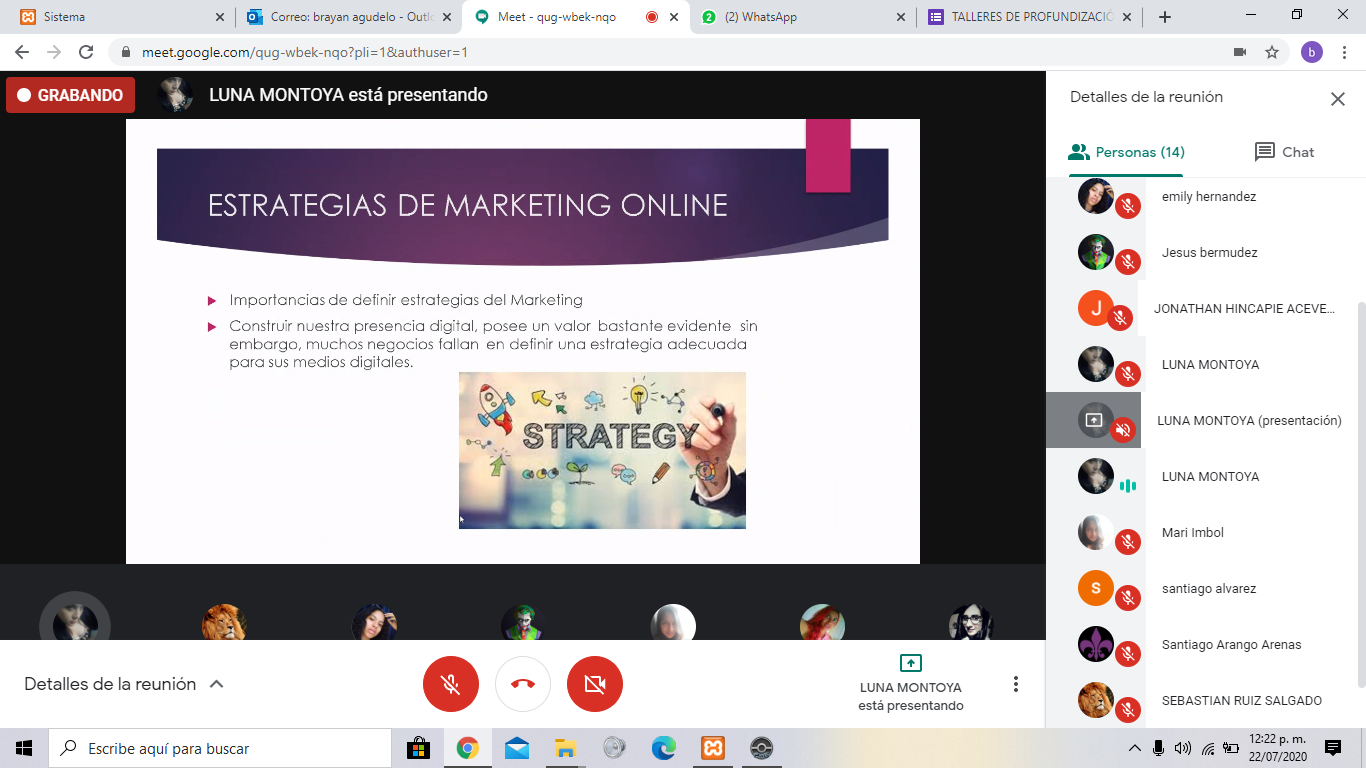 Sistema
Correo: brayan agudelo - Outlo
Meet - qug-wbek-nqo
(2) WhatsApp
TALLERES DE PROFUNDIZACIÓ
meet.google.com/qug-wbek-nqo?pli=1&authuser=1
b
GRABANDO
LUNA MONTOYA está presentando
ESTRATEGIAS DE MARKETING ONLINE
Importancias de definir estrategias del Marketing
Construir nuestra presencia digital, posee un valor bastante evidente sin
embargo, muchos negocios fallan en definir una estrategia adecuada
para sus medios digitales.
STRATEGY
Detalles de la reunión
Personas (14)
Chat
emily hernandez
Jesus bermudez
J
JONATHAN HINCAPIE ACEVE...
LUNA MONTOYA
LUNA MONTOYA (presentación)
LUNA MONTOYA
Mari Imbol
s
santiago alvarez
Santiago Arango Arenas
SEBASTIAN RUIZ SALGADO
Detalles de la reunión
LUNA MONTOYA
está presentando
Escribe aquí para buscar
12:22 p. m.
22/07/2020